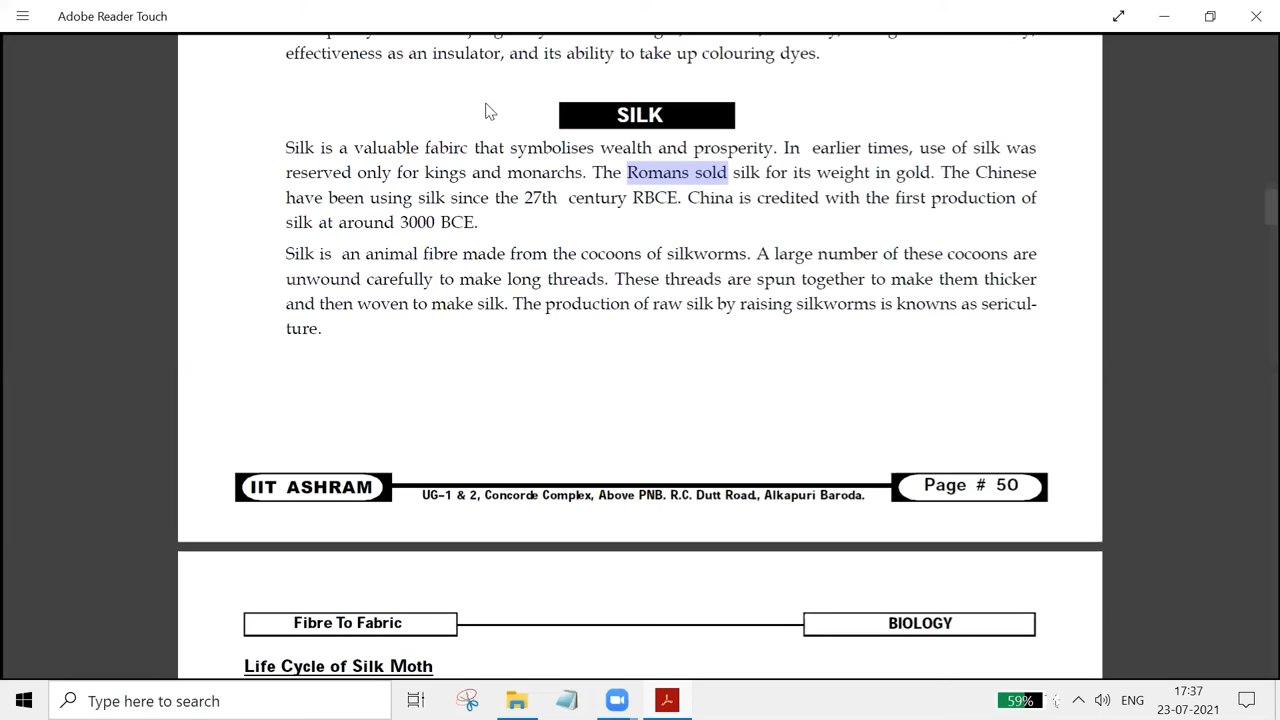 Adobe Reader Touch
effectiveness as an insulator, and its ability to take up colouring dyes.
SILK
Silk is a valuable fabirc that symbolises wealth and prosperity. In earlier times, use of silk was
reserved only for kings and monarchs. The Romans sold silk for its weight in gold. The Chinese
have been using silk since the 27th century RBCE. China is credited with the first production of
silk at around 3000 BCE.
Silk is an animal fibre made from the cocoons of silkworms. A large number of these cocoons are
unwound carefully to make long threads. These threads are spun together to make them thicker
and then woven to make silk. The production of raw silk by raising silkworms is knowns as sericul-
ture.
IIT ASHRAM
UG-1 & 2, Concorde Complex, Above PNB. R.C. Dutt Road., Alkapuri Baroda.
Page # 50
Fibre To Fabric
BIOLOGY
Life Cycle of Silk Moth
Type here to search
59%
ENG
17:37
23-07-2021